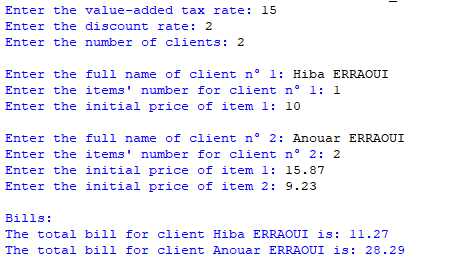 Enter the value-added tax rate: 15
Enter the discount rate: 2
Enter the number of clients: 2
Enter the full name of client n° 1: Hiba ERRAOUI
Enter the items' number for client n° 1: 1
Enter the initial price of item 1: 10
Enter the full name of client n° 2: Anouar ERRAOUI
Enter the items' number for client n° 2: 2
Enter the initial price of item 1: 15.87
Enter the initial price of item 2: 9.23
Bills:
The total bill for client Hiba ERRAOUI is: 11.27
The total bill for client Anouar ERRAOUI is: 28.29